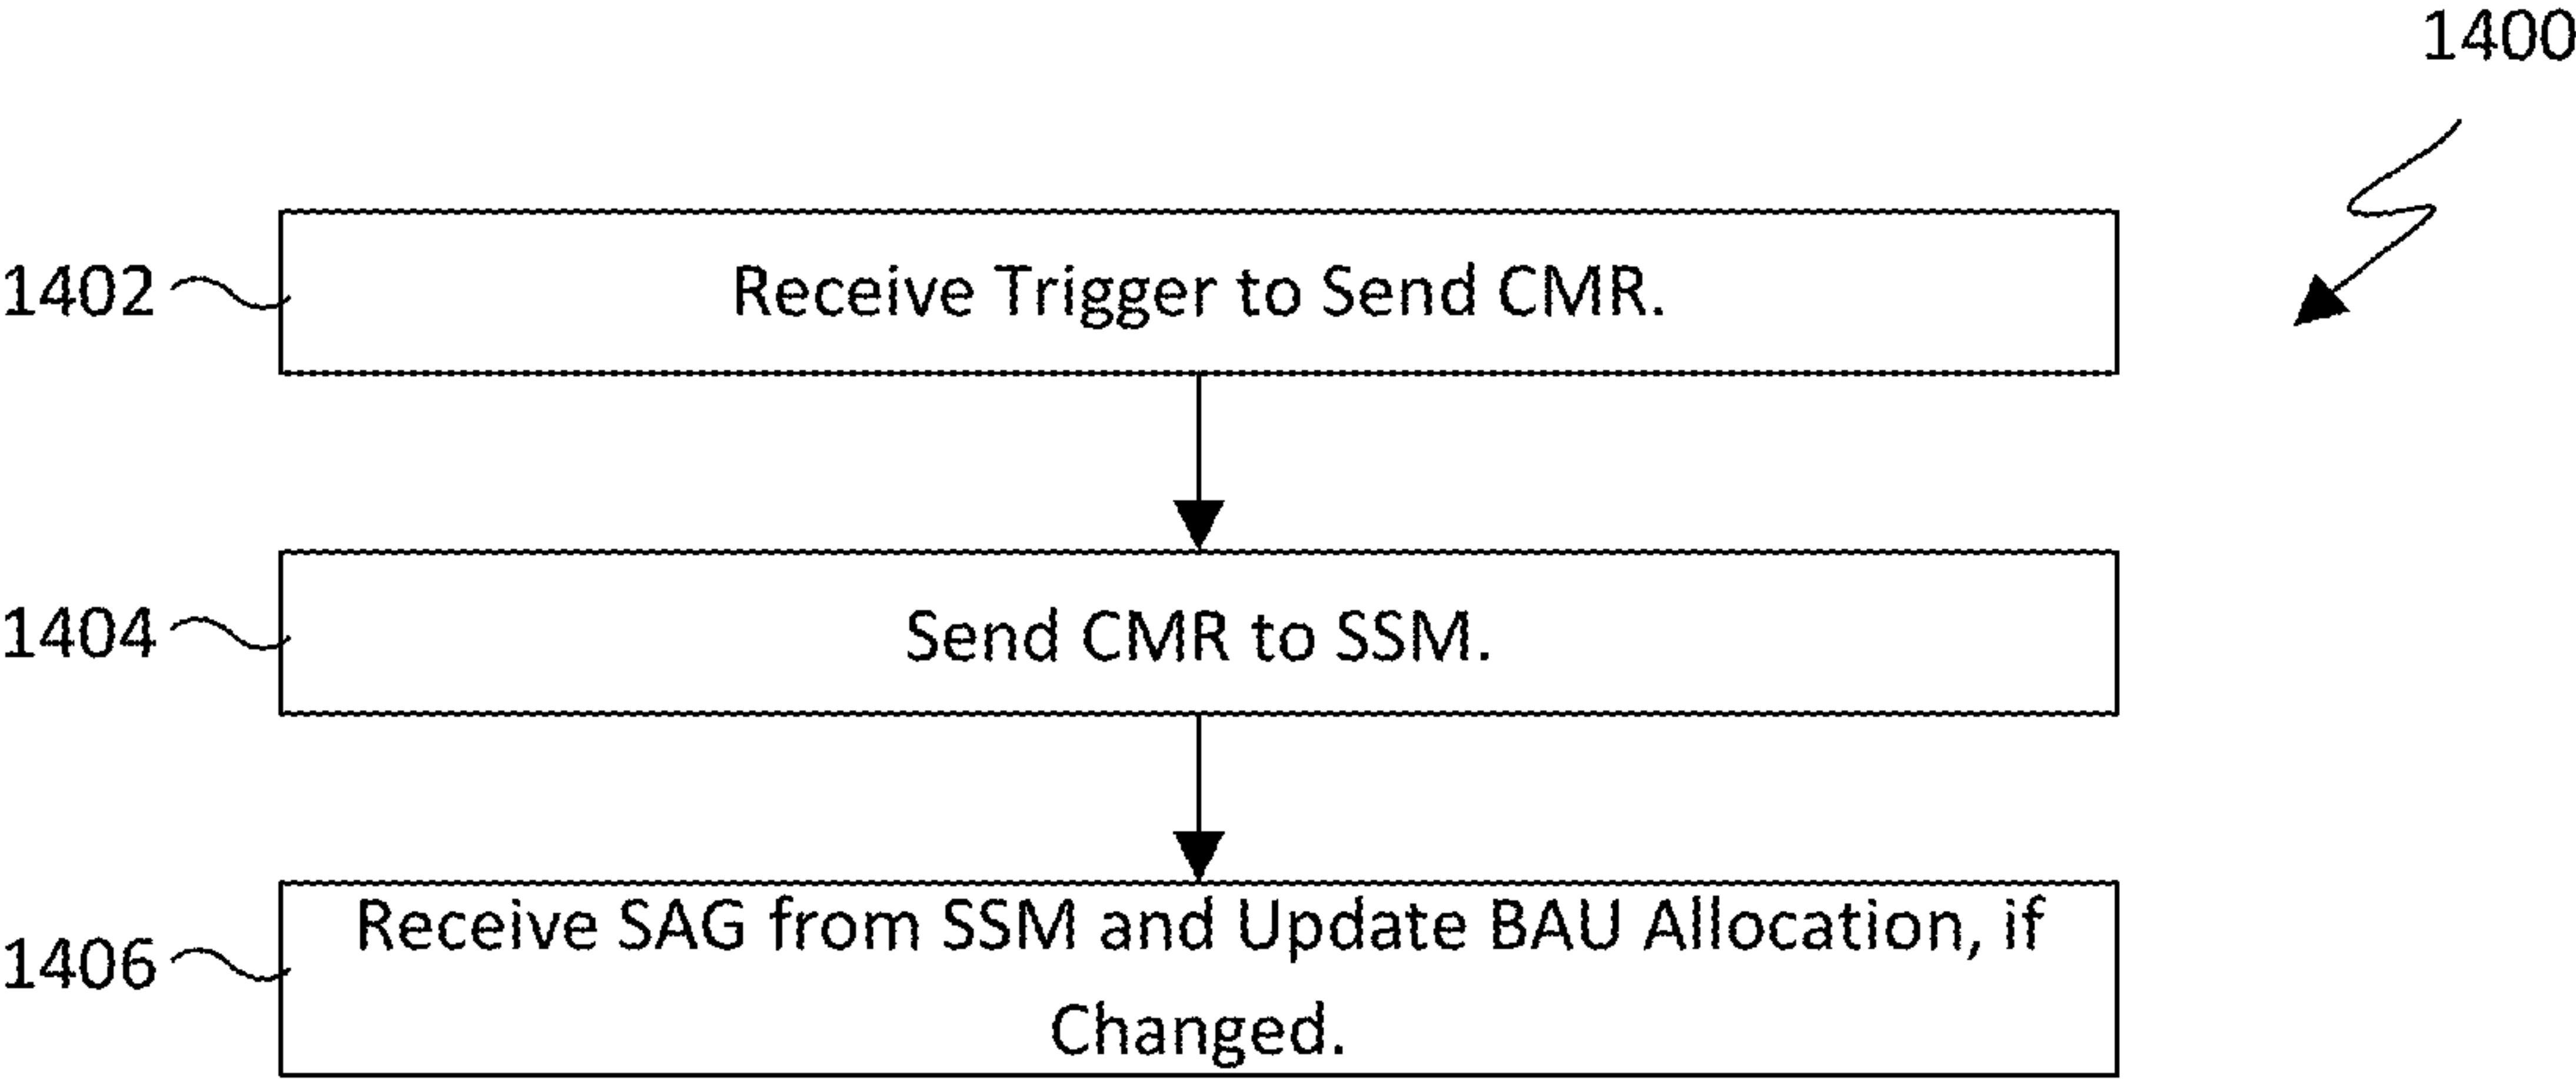 1400
1402
Receive Trigger to Send CMR.
1404
Send CMR to SSM.
1406
Receive SAG from SSM and Update BAU Allocation, if
Changed.